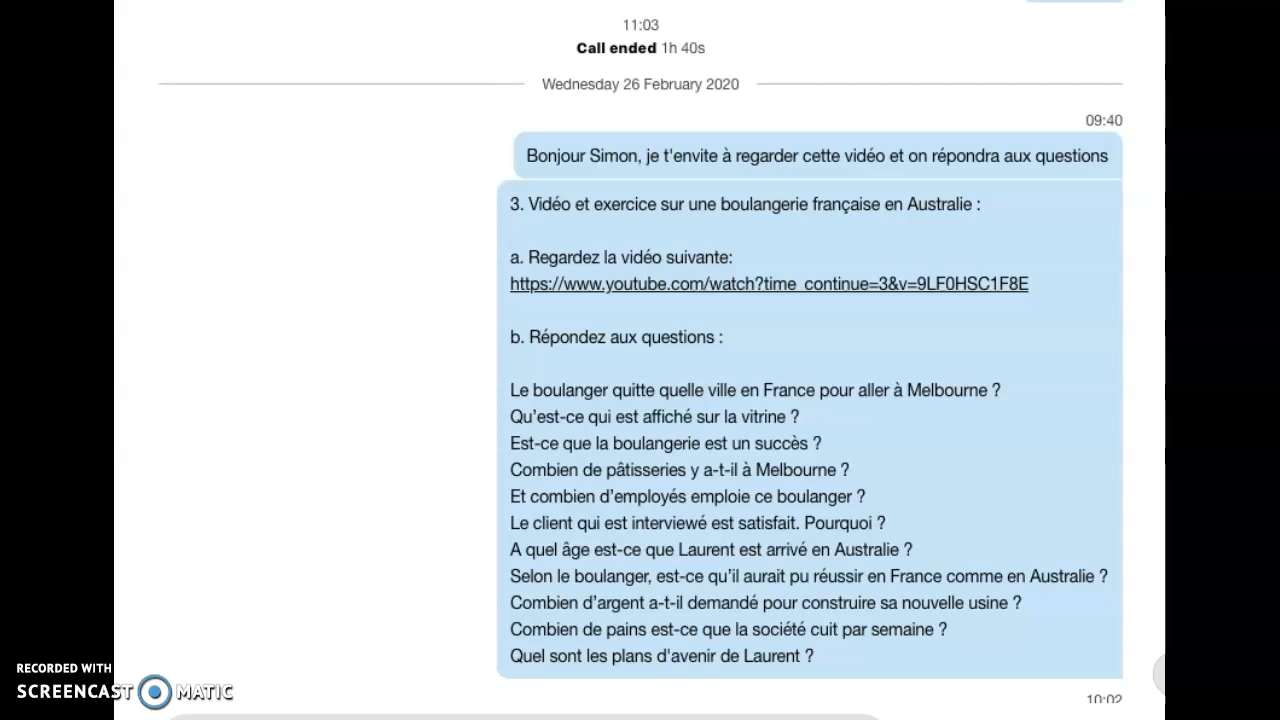 11:03
Call ended 1h 40s
Wednesday 26 February 2020
09:40
Bonjour Simon, je t'envite à regarder cette vidéo et on répondra aux questions
3. Vidéo et exercice sur une boulangerie française en Australie :
a. Regardez la vidéo suivante:
https://www.youtube.com/watch?time_continue=3&v=9LF0HSC1F8E
b. Répondez aux questions :
Le boulanger quitte quelle ville en France pour aller à Melbourne ?
Qu'est-ce qui est affiché sur la vitrine ?
Est-ce que la boulangerie est un succès ?
Combien de pâtisseries y a-t-il à Melbourne ?
Et combien d'employés emploie ce boulanger ?
Le client qui est interviewé est satisfait. Pourquoi ?
A quel âge est-ce que Laurent est arrivé en Australie ?
Selon le boulanger, est-ce qu'il aurait pu réussir en France comme en Australie ?
Combien d'argent a-t-il demandé pour construire sa nouvelle usine ?
Combien de pains est-ce que la société cuit par semaine ?
Quel sont les plans d'avenir de Laurent ?
10:02
RECORDED WITH
SCREENCAST MATIC